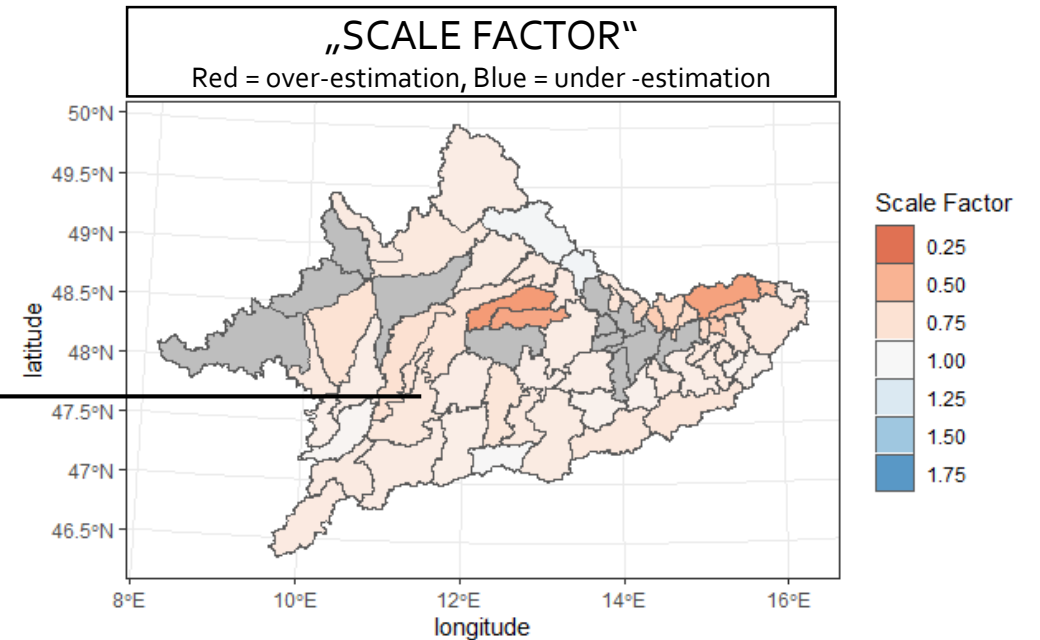 „SCALE FACTOR“
Red = over-estimation, Blue = under -estimation
50°N
49.5°N
49°N
48.5°N
48°N
47.5°N
47°N
46.5°N
latitude
8°E
10°E
12°E
14°E
16°E
longitude
Scale Factor
0.25
0.50
0.75
1.00
1.25
1.50
1.75